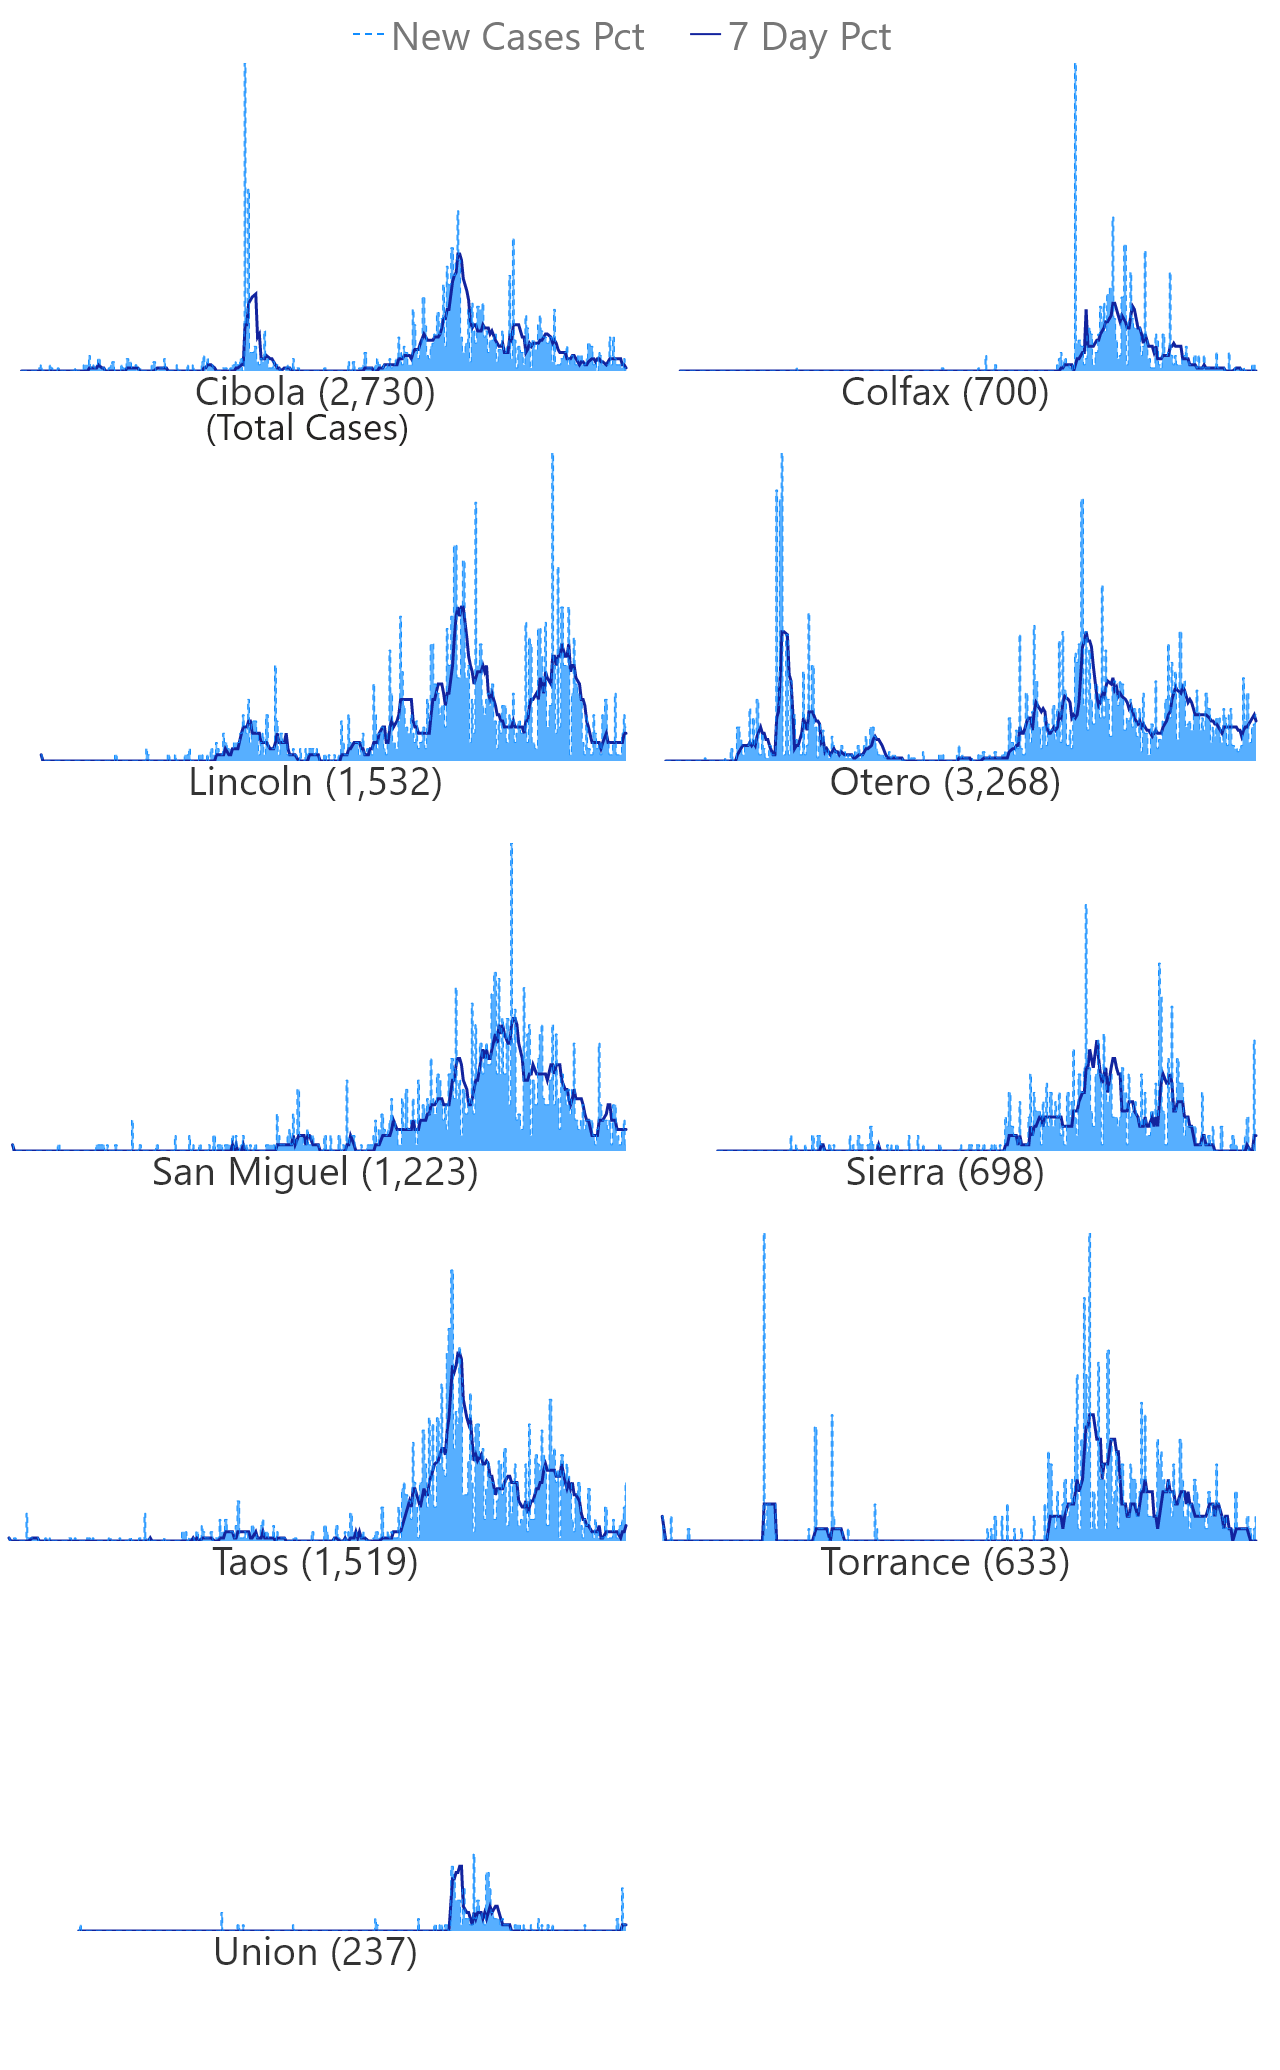 New Cases Pct 7 Day Pct
Cibola (2,730) Colfax (700)
(Total Cases)
Lincoln (1,532) Otero (3,268)
San Miguel (1,223) Sierra (698)
Taos (1,519) Torrance (633)
Union (237)